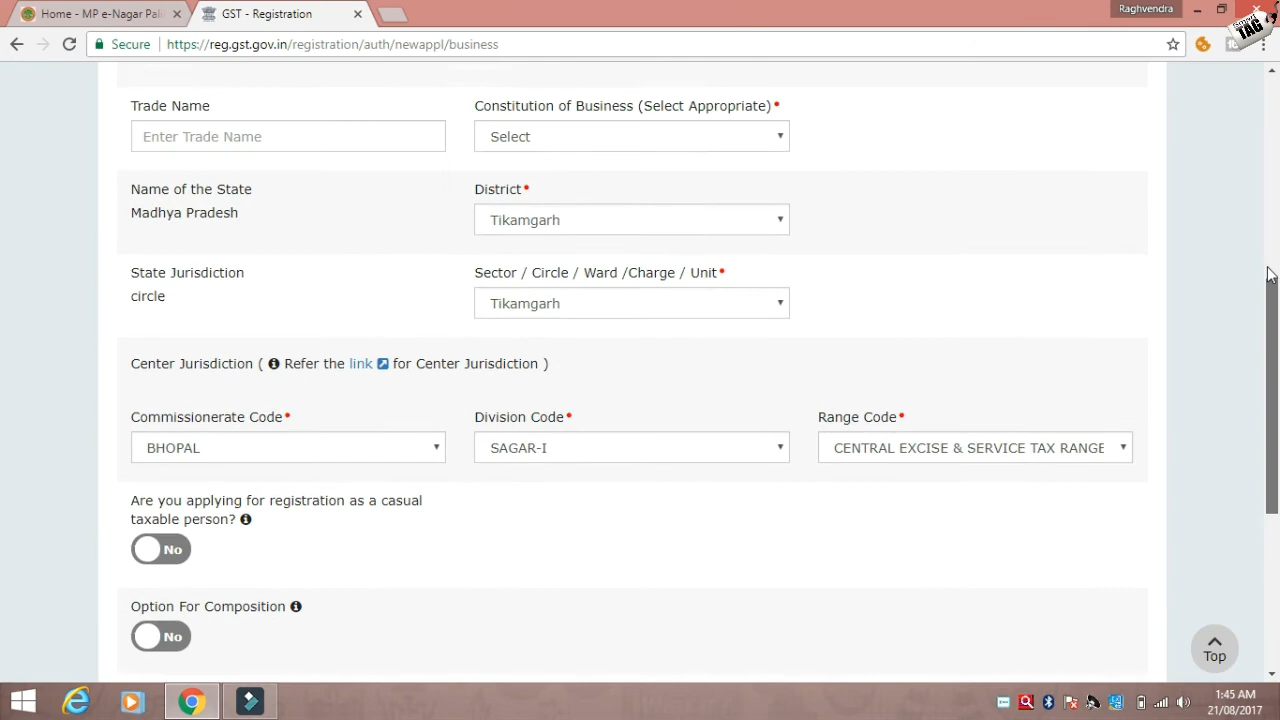 Home - MP e-Nagar Pali
GST - Registration
Raghvendra
TAG
Secure
https://reg.gst.gov.in/registration/auth/newappl/business
Trade Name
Constitution of Business (Select Appropriate)•
Enter Trade Name
Select
Name of the State
District•
Madhya Pradesh
Tikamgarh
State Jurisdiction
Sector / Circle / Ward /Charge / Unit•
circle
Tikamgarh
Center Jurisdiction ( Refer the link for Center Jurisdiction )
Commissionerate Code•
Division Code•
Range Code•
BHOPAL
SAGAR-I
CENTRAL EXCISE & SERVICE TAX RANGE
Are you applying for registration as a casual
taxable person?
No
Option For Composition
No
Top
1:45 AM
21/08/2017